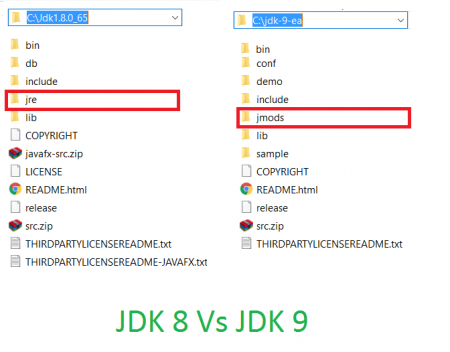 C:\Jdk1.8.0_65
bin
db
include
jre
lib
COPYRIGHT
javafx-src.zip
LICENSE
README.html
release
src.zip
THIRDPARTYLICENSEREADME.txt
THIRDPARTYLICENSEREADME-JAVAFX.txt
C:\jdk-9-ea
bin
conf
demo
include
jmods
lib
sample
COPYRIGHT
README.html
release
src.zip
THIRDPARTYLICENSEREADME.txt
JDK 8 Vs JDK 9